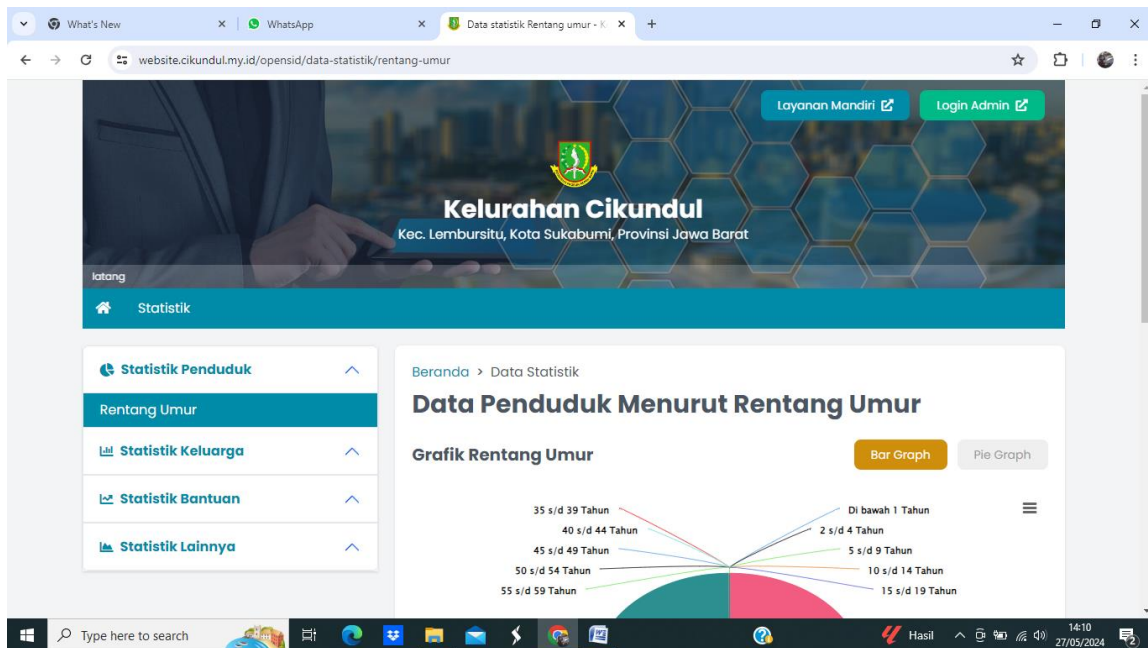 What's New
WhatsApp
Data statistik Rentang umur - K
website.cikundul.my.id/opensid/data-statistik/rentang-umur
Layanan Mandiri
Login Admin
Kelurahan Cikundul
Kec. Lembursitu, Kota Sukabumi, Provinsi Jawa Barat
latang
Statistik
Statistik Penduduk
Rentang Umur
Statistik Keluarga
Statistik Bantuan
Statistik Lainnya
Beranda > Data Statistik
Data Penduduk Menurut Rentang Umur
Grafik Rentang Umur
Bar Graph
Pie Graph
35 s/d 39 Tahun
40 s/d 44 Tahun
45 s/d 49 Tahun
50 s/d 54 Tahun
55 s/d 59 Tahun
Di bawah 1 Tahun
2 s/d 4 Tahun
5 s/d 9 Tahun
10 s/d 14 Tahun
15 s/d 19 Tahun
Type here to search
Hasil
14:10
27/05/2024
2